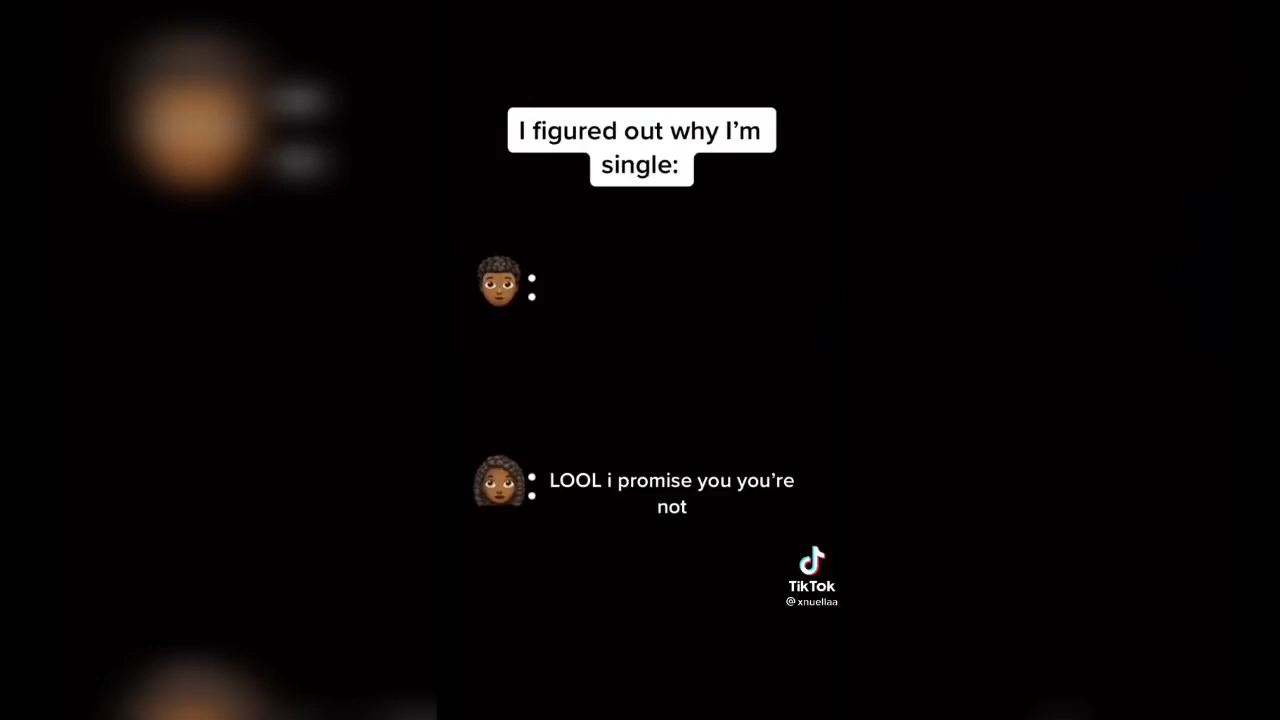 I figured out why I’m
single:
:
: LOOL i promise you you’re
not
TikTok
@xnuellaa